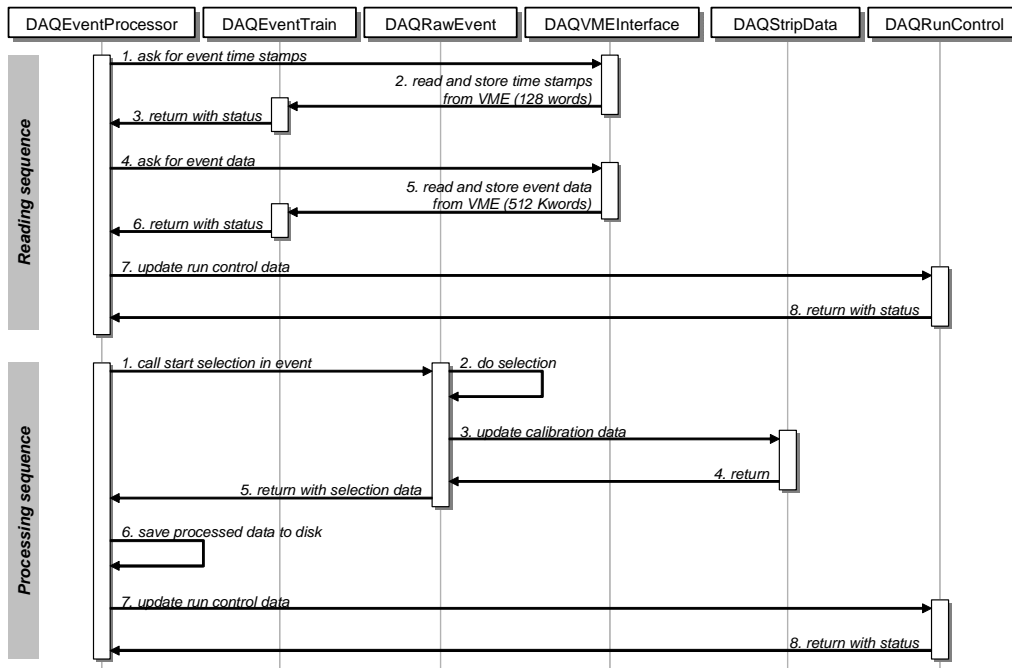 DAQEventProcessor
DAQEventTrain
DAQRawEvent
DAQVMEInterface
DAQStripData
DAQRunControl
Reading sequence
1. ask for event time stamps
2. read and store time stamps
from VME (128 words)
3. return with status
4. ask for event data
5. read and store event data
from VME (512 Kwords)
6. return with status
7. update run control data
8. return with status
Processing sequence
1. call start selection in event
2. do selection
3. update calibration data
4. return
5. return with selection data
6. save processed data to disk
7. update run control data
8. return with status